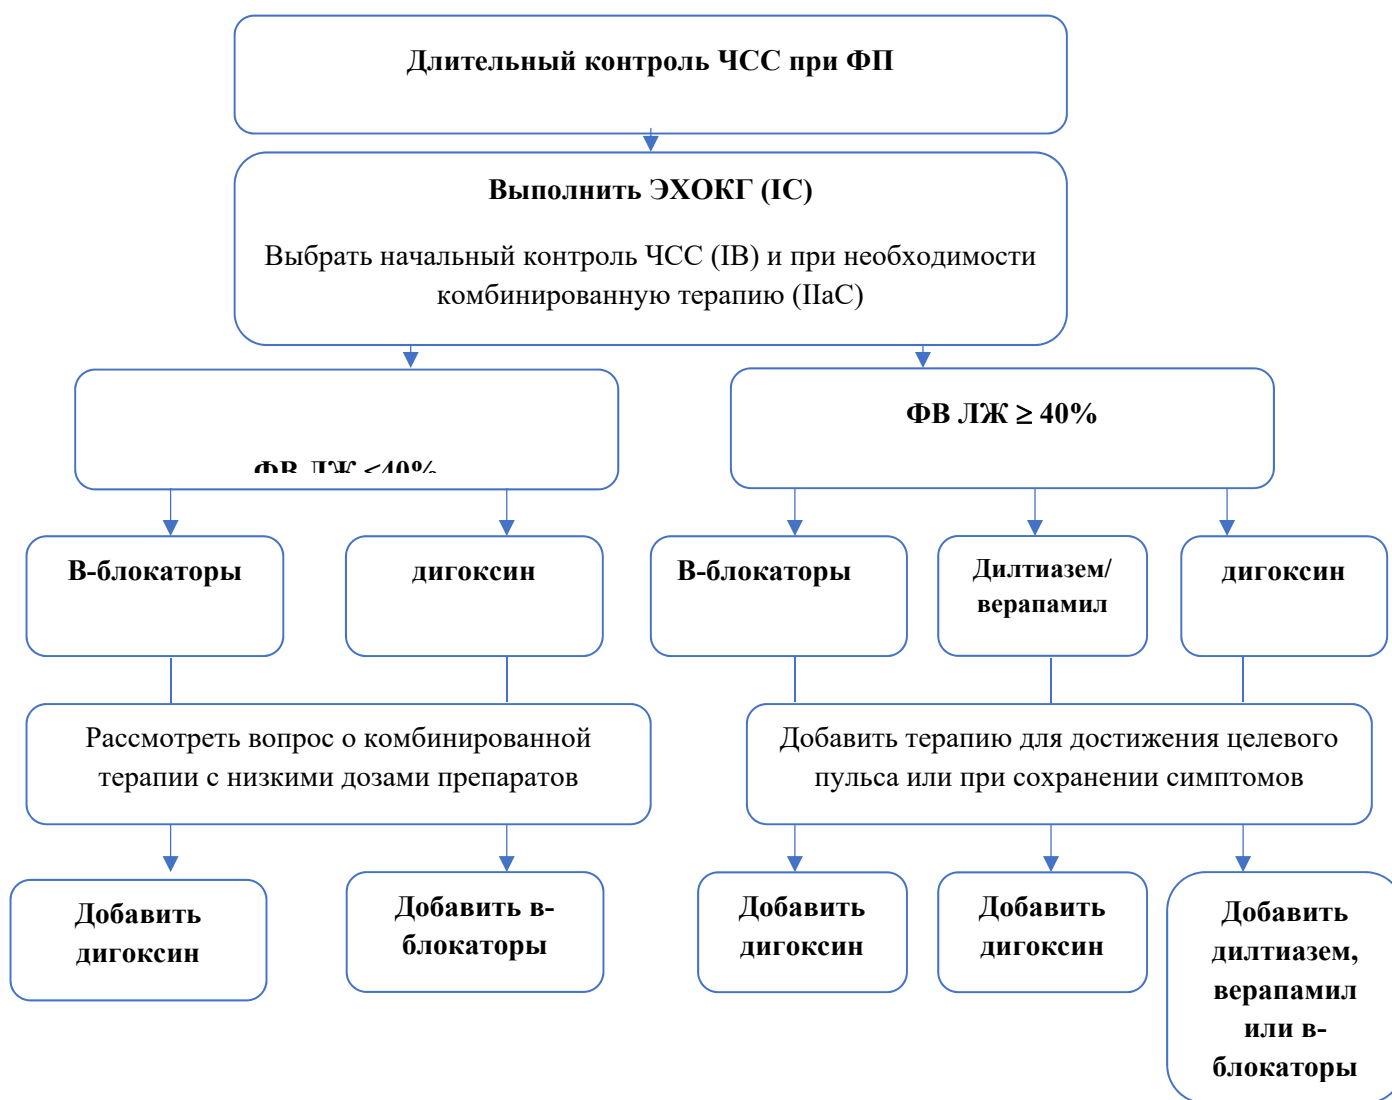 Длительный контроль ЧСС при ФП
Выполнить ЭХОКГ (IC)
Выбрать начальный контроль ЧСС (IB) и при необходимости
комбинированную терапию (IIaC)
ФВ ЛЖ <40%
ФВ ЛЖ ≥ 40%
В-блокаторы
дигоксин
В-блокаторы
Дилтиазем/
верапамил
дигоксин
Рассмотреть вопрос о комбинированной
терапии с низкими дозами препаратов
Добавить терапию для достижения целевого
пульса или при сохранении симптомов
Добавить
дигоксин
Добавить в-
блокаторы
Добавить
дигоксин
Добавить
дигоксин
Добавить
дилтиазем,
верапамил
или в-
блокаторы